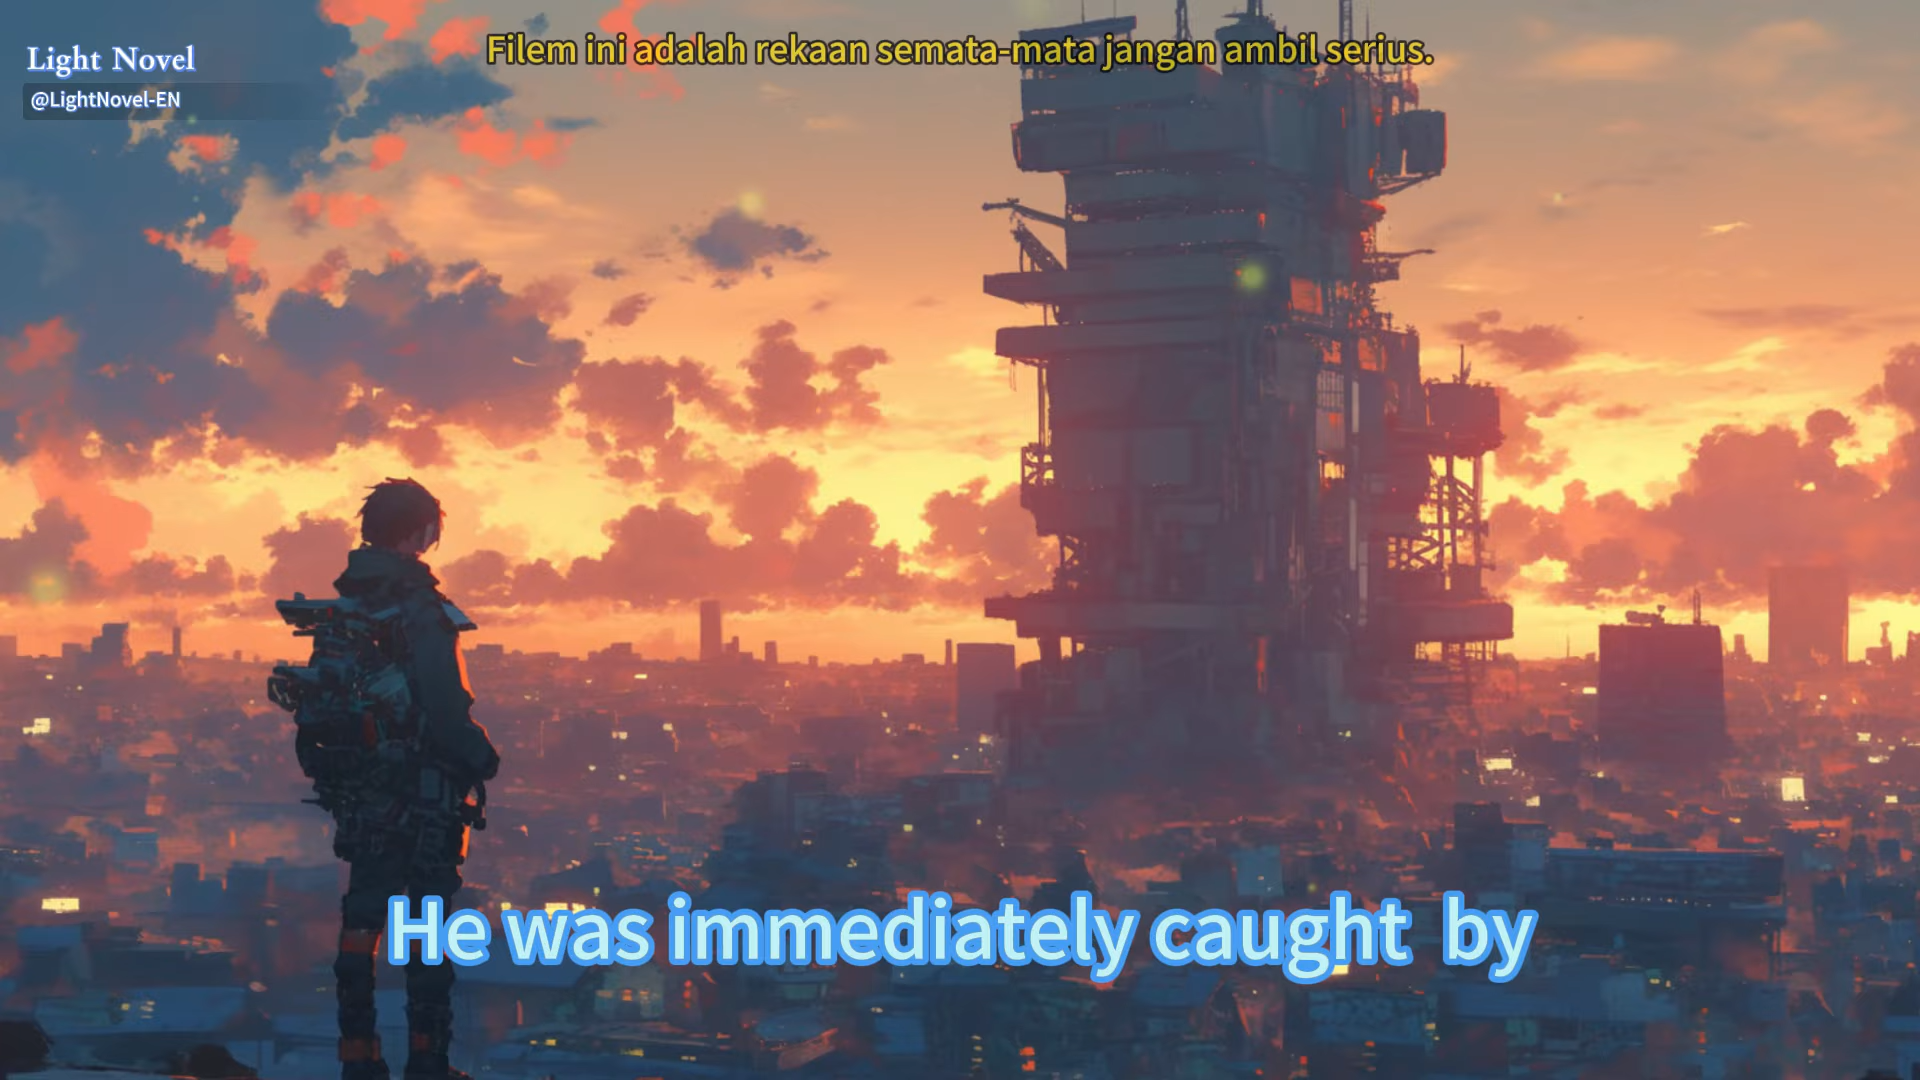 Light Novel
@LightNovel-EN
Filem ini adalah rekaan semata-mata jangan ambil serius.
He was immediately caught by